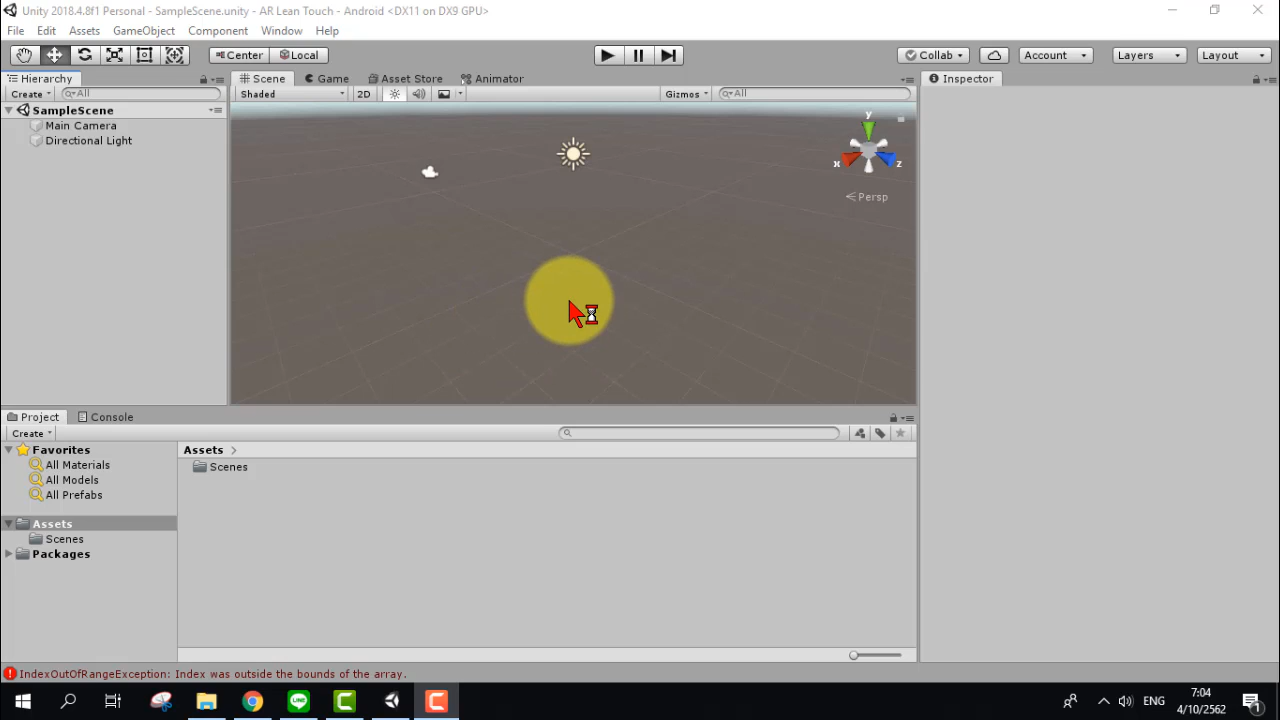 Unity 2018.4.8f1 Personal - SampleScene.unity - AR Lean Touch - Android <DX11 on DX9 GPU>
File Edit Assets GameObject Component Window Help
Center Local Collab Account Layers Layout
Hierarchy Scene Game Asset Store Animator Inspector
Create All Shaded 2D Gizmos All
SampleScene
Main Camera
Directional Light
y
x z
Persp
Project Console
Create
Favorites Assets
All Materials Scenes
All Models
All Prefabs
Assets
Scenes
Packages
IndexOutOfRangeException: Index was outside the bounds of the array.
LINE C C ENG 7:04
4/10/2562 1